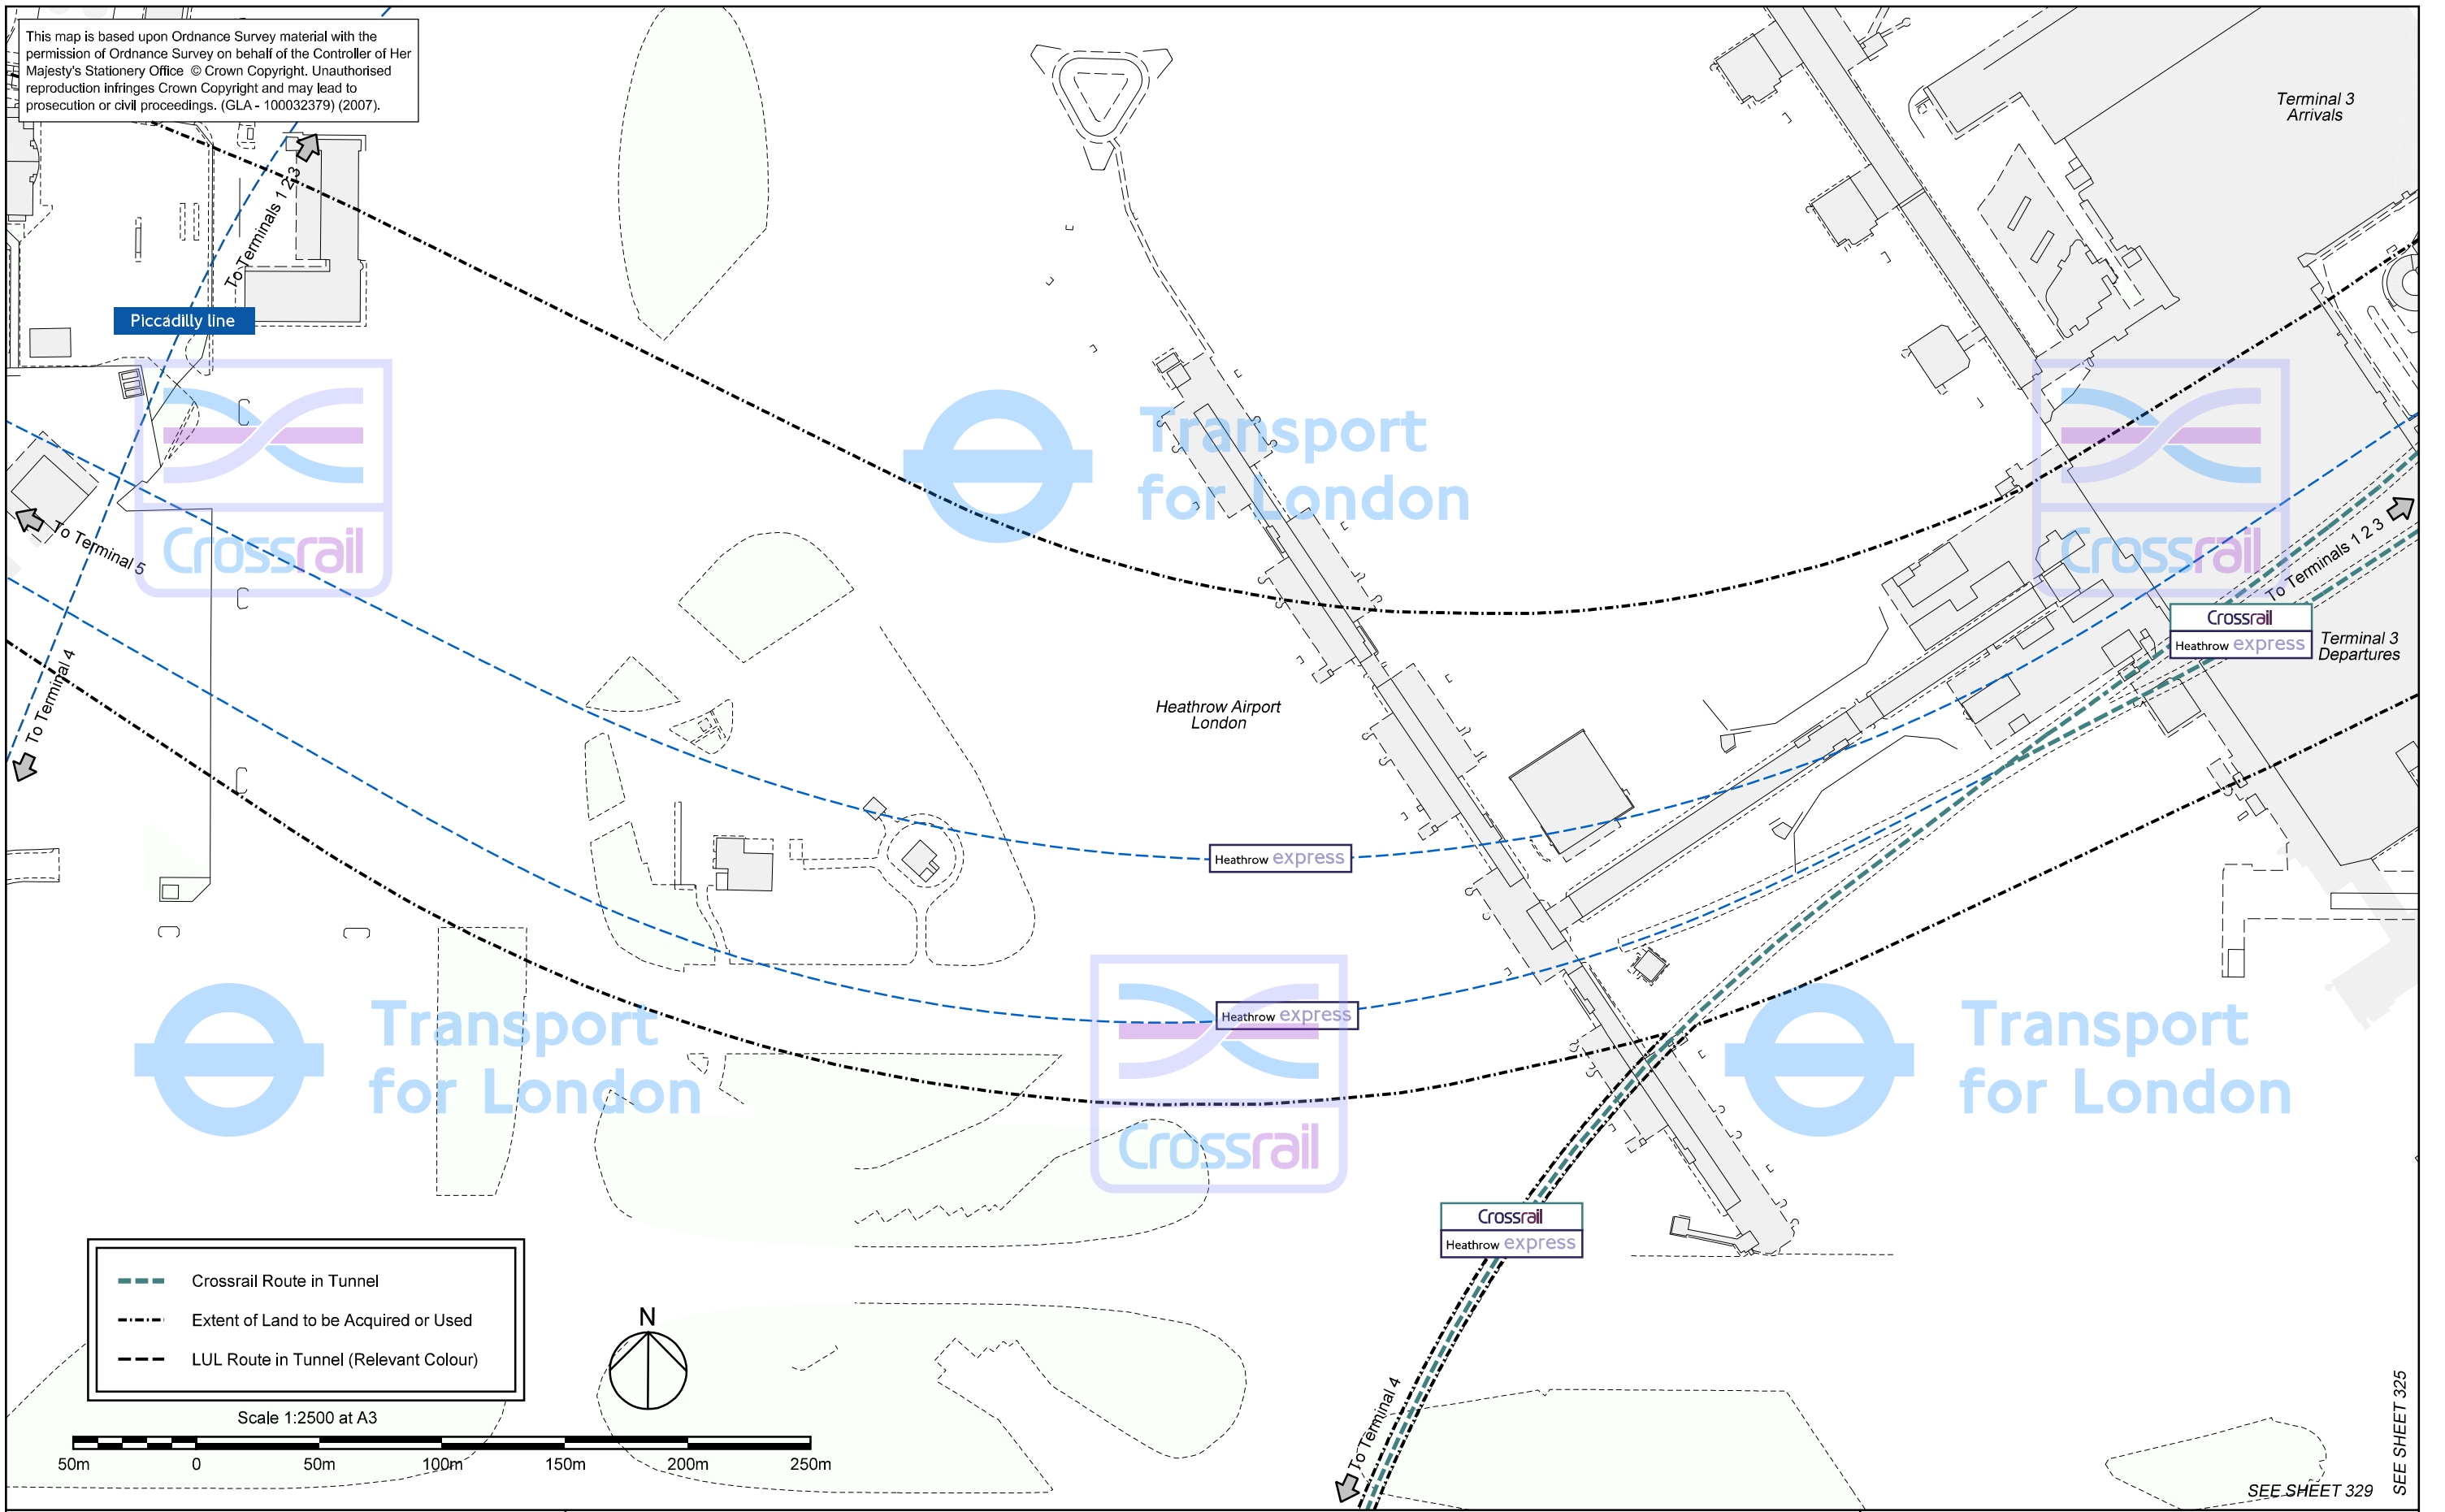 This map is based upon Ordnance Survey material with the
permission of Ordnance Survey on behalf of the Controller of Her
Majesty's Stationery Office © Crown Copyright. Unauthorised
reproduction infringes Crown Copyright and may lead to
prosecution or civil proceedings. (GLA - 100032379) (2007).
Terminal 3
Arrivals
To Terminals 1 2 3
Piccadilly line
Transport
for London
Crossrail
Crossrail
To Terminal 5
To Terminals 1 2 3
Crossrail
Heathrow express
Terminal 3
Departures
To Terminal 4
Heathrow Airport
London
Heathrow express
Heathrow express
Transport
for London
Transport
for London
Crossrail
Crossrail
Heathrow express
Crossrail Route in Tunnel
Extent of Land to be Acquired or Used
LUL Route in Tunnel (Relevant Colour)
N
Scale 1:2500 at A3
50m 0 50m 100m 150m 200m 250m
To Terminal 4
SEE SHEET 329
SEE SHEET 325